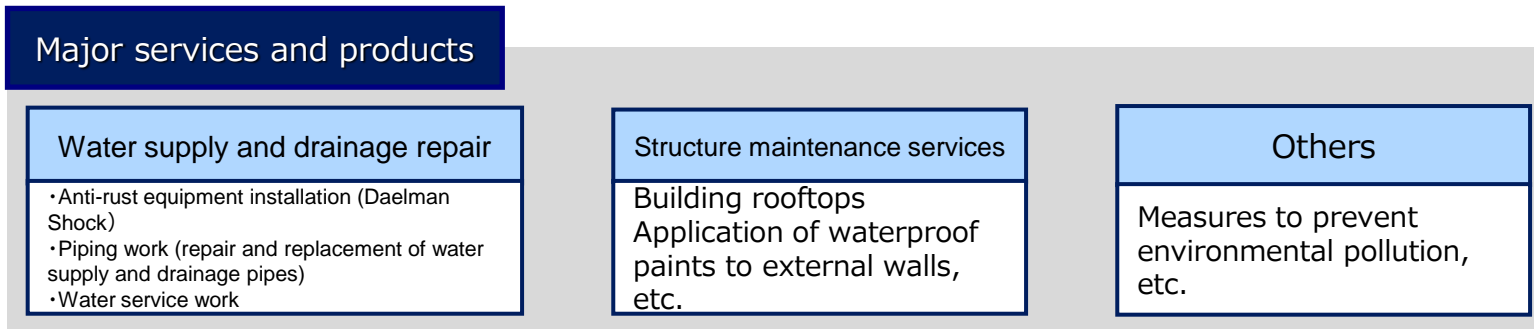 Major services and products
Water supply and drainage repair
・Anti-rust equipment installation (Daelman
Shock）
・Piping work (repair and replacement of water
supply and drainage pipes)
・Water service work
Structure maintenance services
Building rooftops
Application of waterproof
paints to external walls,
etc.
Others
Measures to prevent
environmental pollution,
etc.